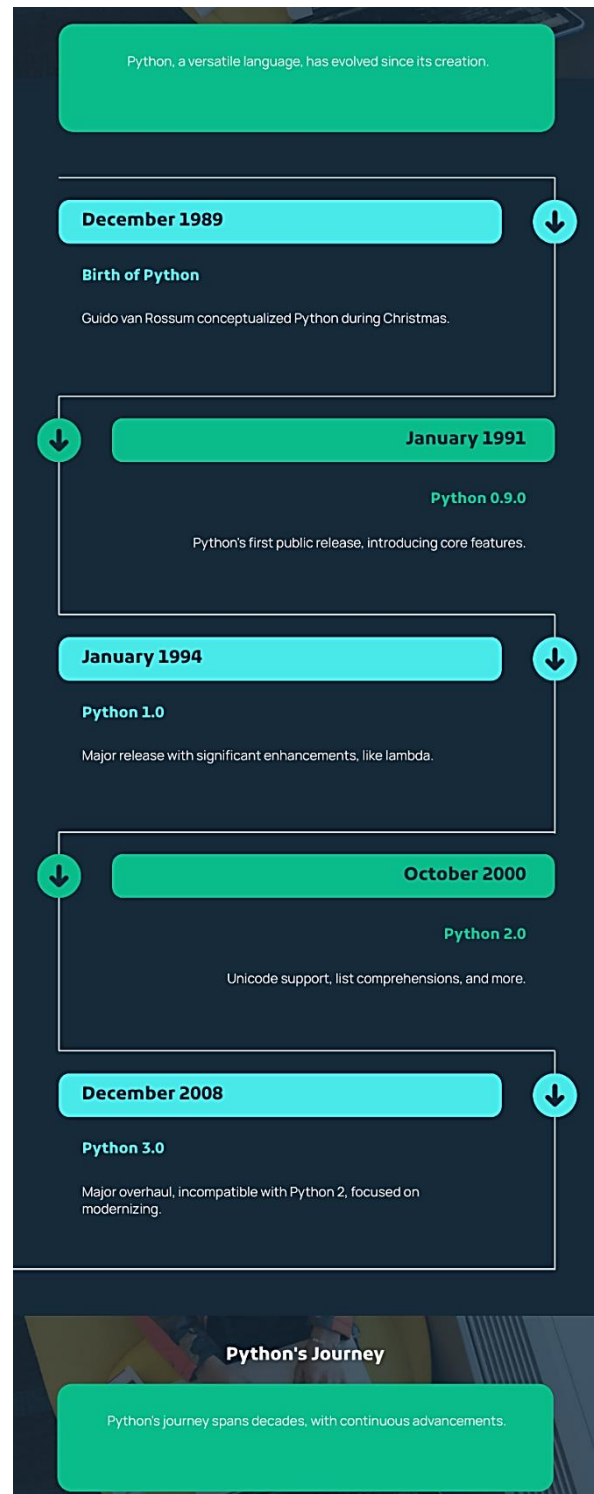 Python, a versatile language, has evolved since its creation.
December 1989
Birth of Python
Guido van Rossum conceptualized Python during Christmas.
January 1991
Python 0.9.0
Python's first public release, introducing core features.
January 1994
Python 1.0
Major release with significant enhancements, like lambda.
October 2000
Python 2.0
Unicode support, list comprehensions, and more.
December 2008
Python 3.0
Major overhaul, incompatible with Python 2, focused on
modernizing.
Python's Journey
Python's journey spans decades, with continuous advancements.